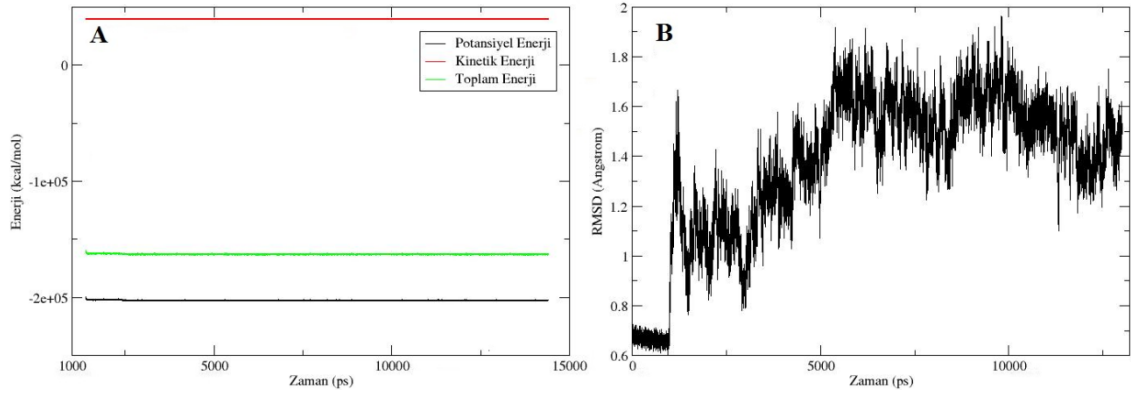 A
Potansiyel Enerji
Kinetik Enerji
Toplam Enerji
0
-1e+05
-2e+05
Enerji (kcal/mol)
1000
5000
10000
15000
Zaman (ps)
B
2
1.8
1.6
1.4
1.2
1
0.8
0.6
RMSD (Angstrom)
0
5000
10000
Zaman (ps)